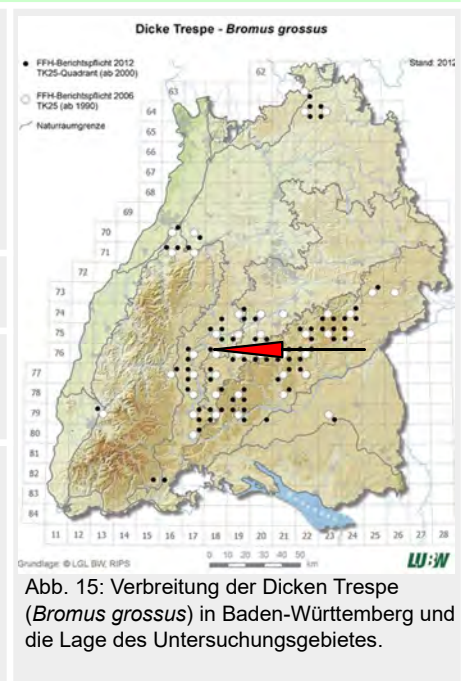 Dicke Trespe - Bromus grossus
FFH-Berichtspflicht 2012
TK25-Quadrant (ab 2000)
FFH-Berichtspflicht 2006
TK25 (ab 1990)
Naturraumgrenze
Stand: 2012
62
63
64
65
66
67
68
69
70
71
72
73
74
75
76
77
78
79
80
81
82
83
84
11 12 13 14 15 16 17 18 19 20 21 22 23 24 25 26 27 28
0 10 20 30 40 50
km
Grundlage: © LGL BW, RIPS
LUBW
Abb. 15: Verbreitung der Dicken Trespe
(Bromus grossus) in Baden-Württemberg und
die Lage des Untersuchungsgebietes.